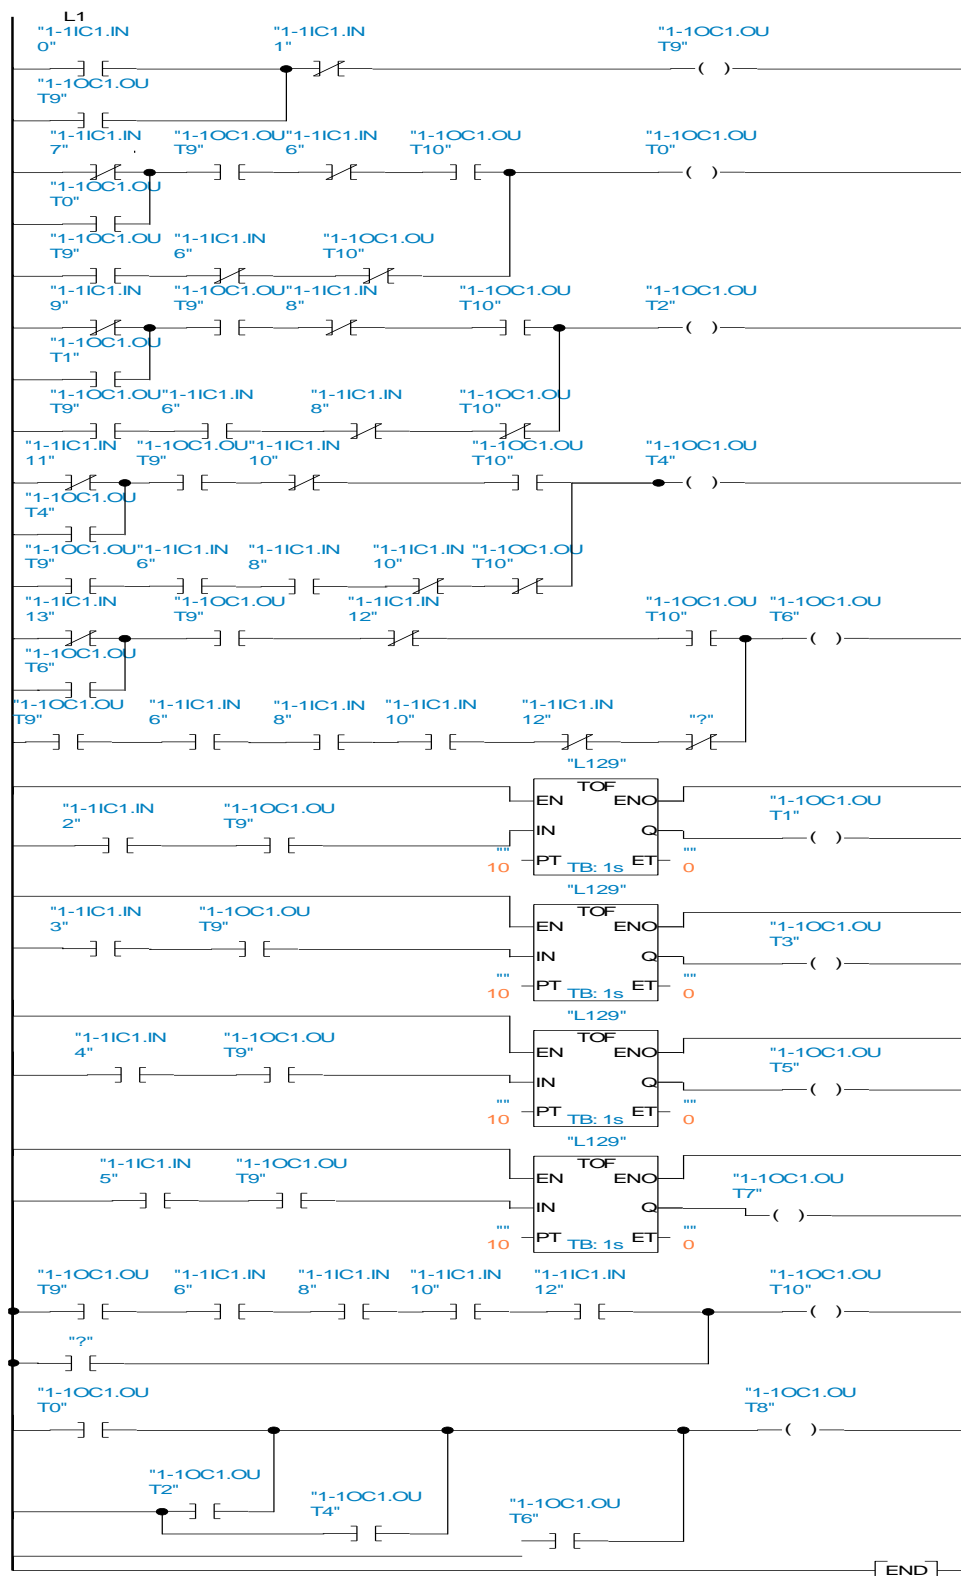 L1
"1-1IC1.IN "1-1IC1.IN "1-1OC1.OU
0" 1" T9"
"1-1OC1.OU
T9"
"1-1IC1.IN "1-1OC1.OU "1-1IC1.IN "1-1OC1.OU "1-1OC1.OU
7" T9" 6" T10" T0"
"1-1OC1.OU
T0"
"1-1OC1.OU "1-1IC1.IN "1-1OC1.OU
T9" 6" T10"
"1-1IC1.IN "1-1OC1.OU "1-1IC1.IN "1-1OC1.OU "1-1OC1.OU
9" T9" 8" T10" T2"
"1-1OC1.OU
T1"
"1-1OC1.OU "1-1IC1.IN "1-1IC1.IN "1-1OC1.OU
T9" 6" 8" T10"
"1-1IC1.IN "1-1OC1.OU "1-1IC1.IN "1-1OC1.OU "1-1OC1.OU
11" T9" 10" T10" T4"
"1-1OC1.OU
T4"
"1-1OC1.OU "1-1IC1.IN "1-1IC1.IN "1-1IC1.IN "1-1OC1.OU
T9" 6" 8" 10" T10"
"1-1IC1.IN "1-1OC1.OU "1-1IC1.IN "1-1OC1.OU "1-1OC1.OU
13" T9" 12" T10" T6"
"1-1OC1.OU
T6"
"1-1OC1.OU "1-1IC1.IN "1-1IC1.IN "1-1IC1.IN "1-1IC1.IN
T9" 6" 8" 10" 12" "?"
"L129"
TOF
EN ENO
"1-1IC1.IN "1-1OC1.OU "1-1OC1.OU
2" T9" T1"
IN Q
"" ""
10 PT TB: 1s ET 0
"L129"
TOF
EN ENO
"1-1IC1.IN "1-1OC1.OU "1-1OC1.OU
3" T9" T3"
IN Q
"" ""
10 PT TB: 1s ET 0
"L129"
TOF
EN ENO
"1-1IC1.IN "1-1OC1.OU "1-1OC1.OU
4" T9" T5"
IN Q
"" ""
10 PT TB: 1s ET 0
"L129"
TOF
EN ENO
"1-1IC1.IN "1-1OC1.OU "1-1OC1.OU
5" T9" T7"
IN Q
"" ""
10 PT TB: 1s ET 0
"1-1OC1.OU "1-1IC1.IN "1-1IC1.IN "1-1IC1.IN "1-1IC1.IN "1-1OC1.OU
T9" 6" 8" 10" 12" T10"
"?"
"1-1OC1.OU "1-1OC1.OU
T0" T8"
"1-1OC1.OU
T2"
"1-1OC1.OU
T4"
"1-1OC1.OU
T6"
END